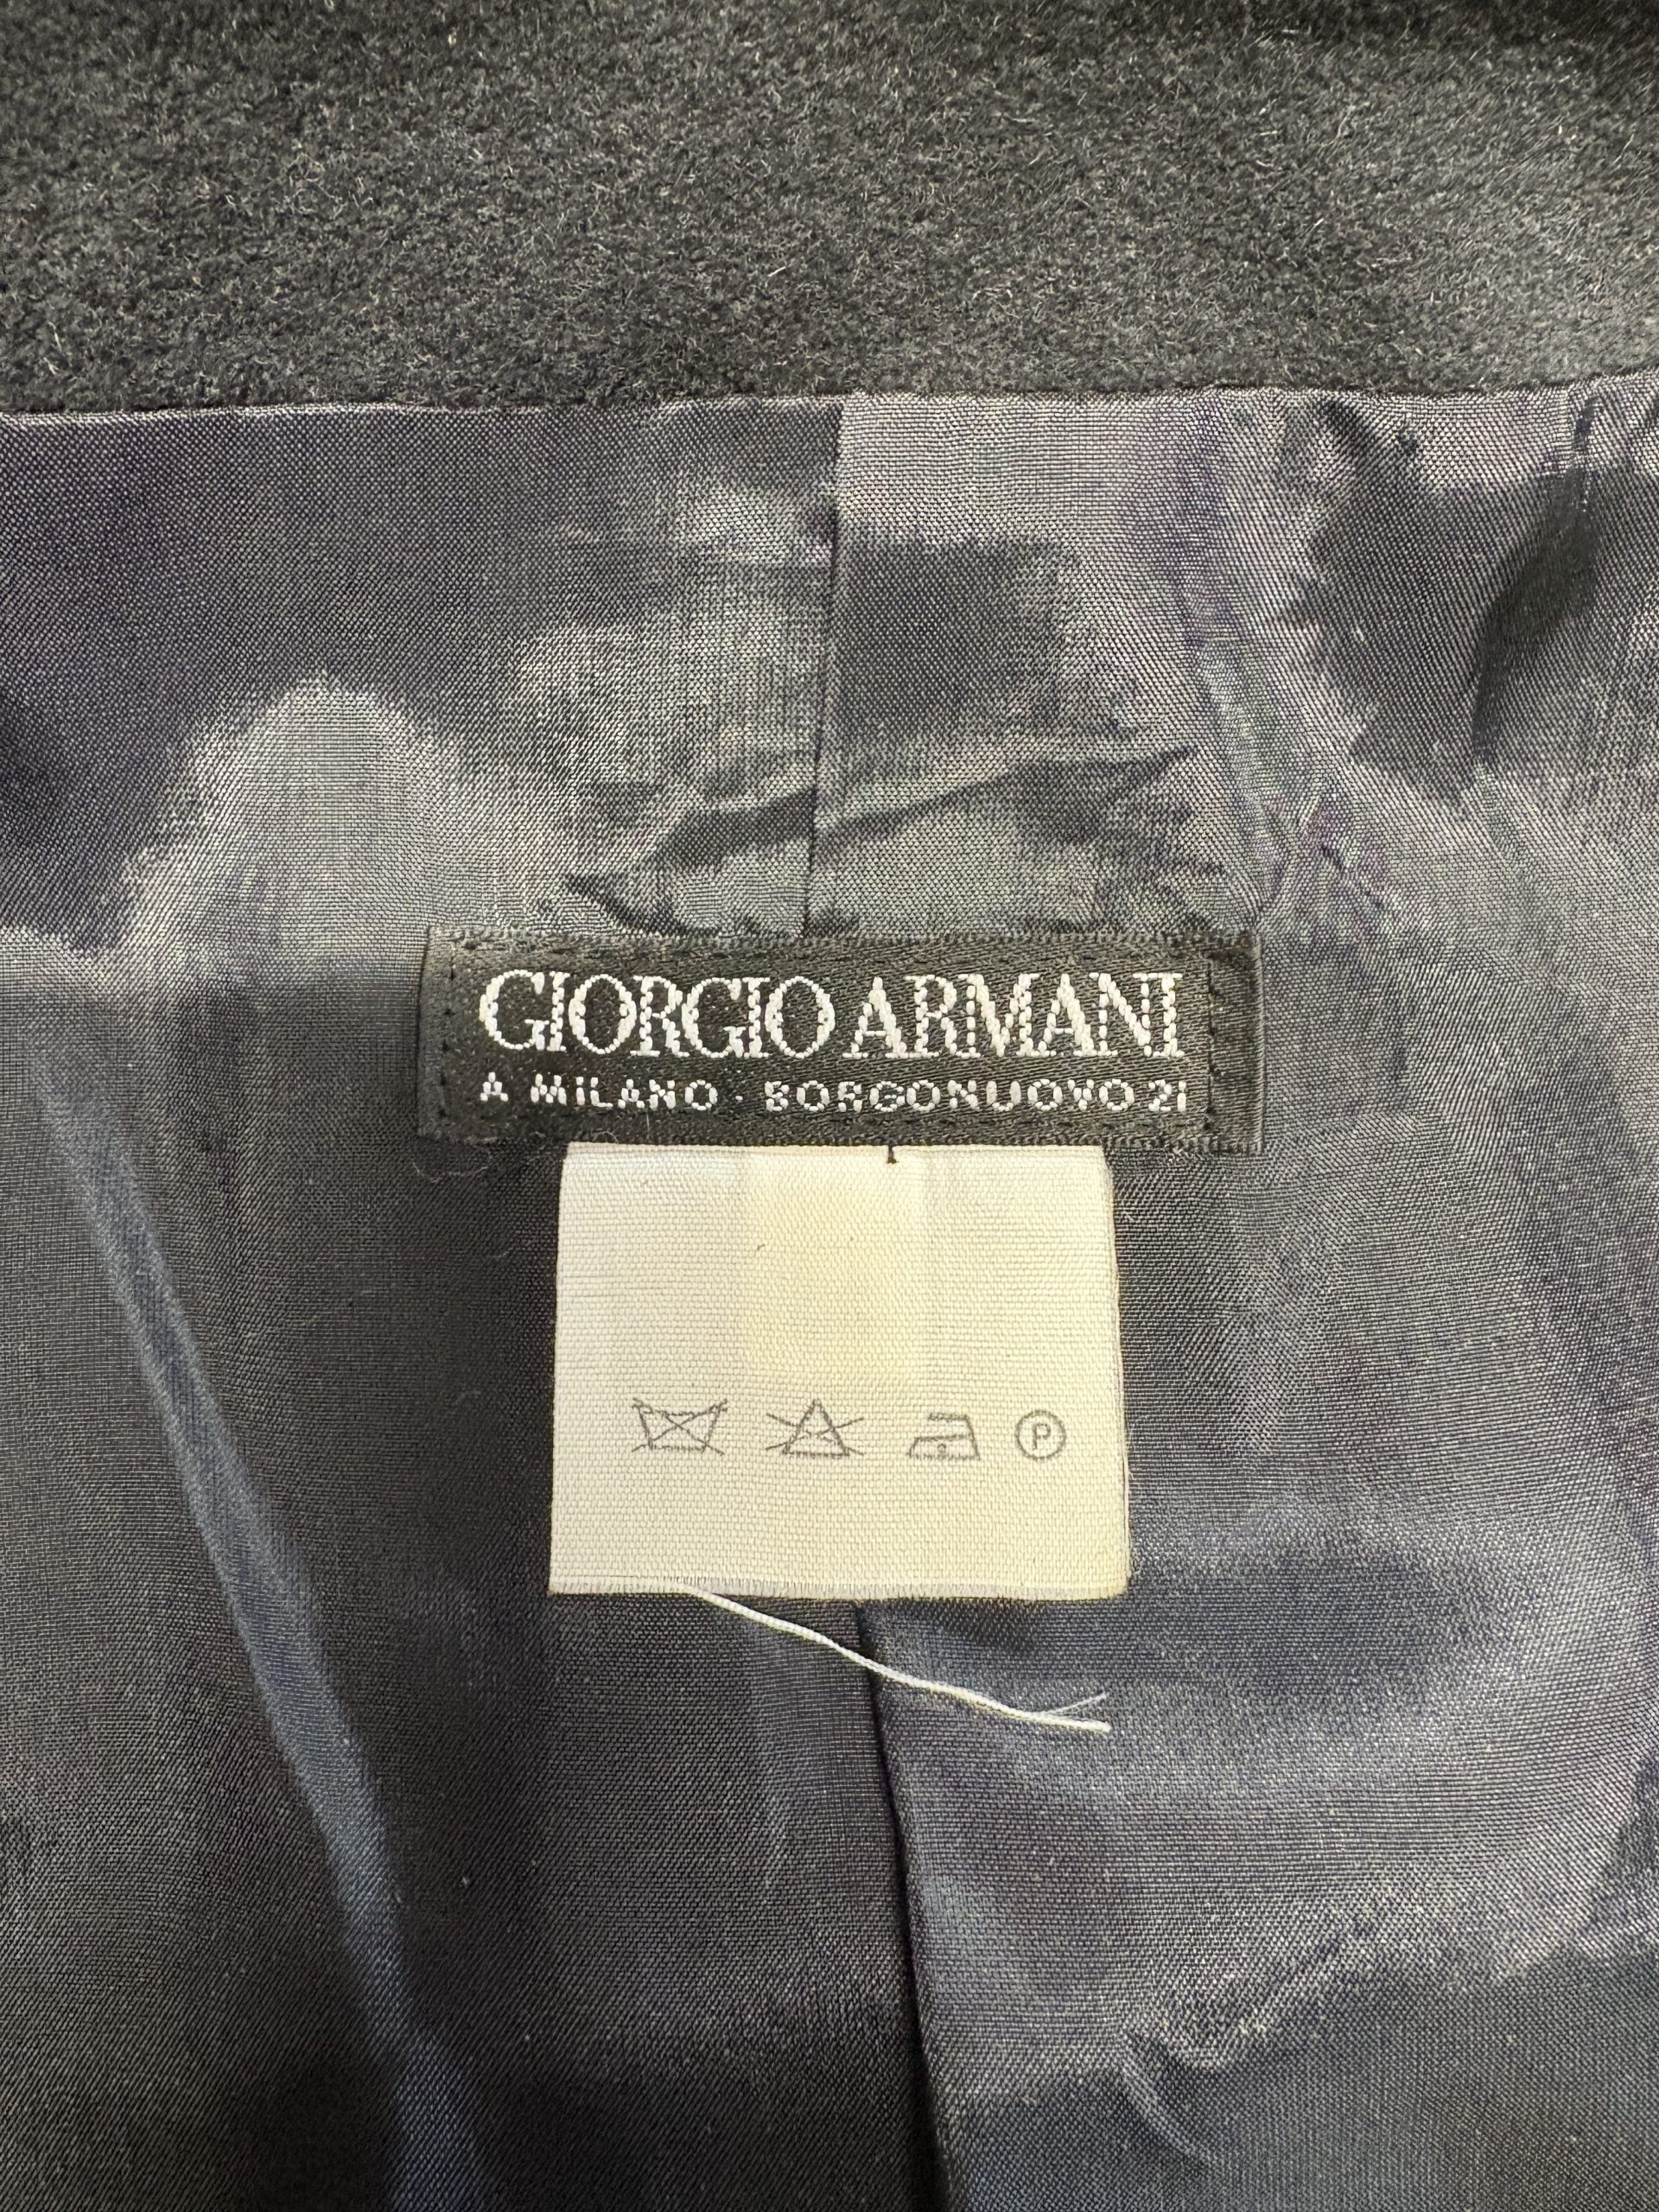 GIORGIO ARMANI
A MILANO · BORGONUOVO 21
P